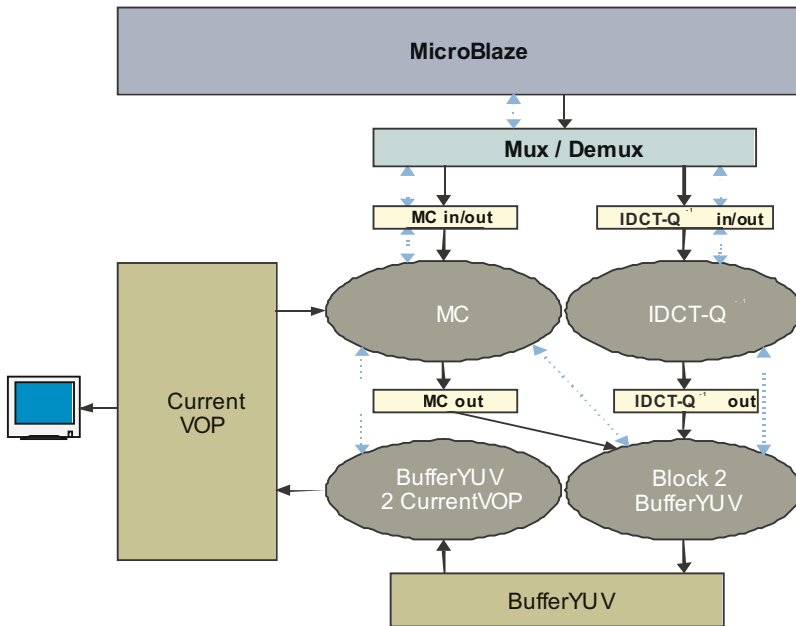 MicroBlaze
Mux / Demux
MC in/out
IDCT-Q⁻¹ in/out
MC
IDCT-Q⁻¹
Current
VOP
MC out
IDCT-Q⁻¹ out
BufferYUV
2 CurrentVOP
Block 2
BufferYUV
BufferYUV